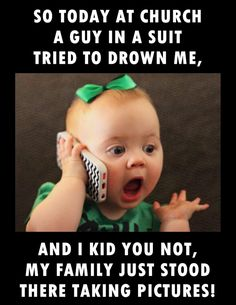 SO TODAY AT CHURCH
A GUY IN A SUIT
TRIED TO DROWN ME,
AND I KID YOU NOT,
MY FAMILY JUST STOOD
THERE TAKING PICTURES!